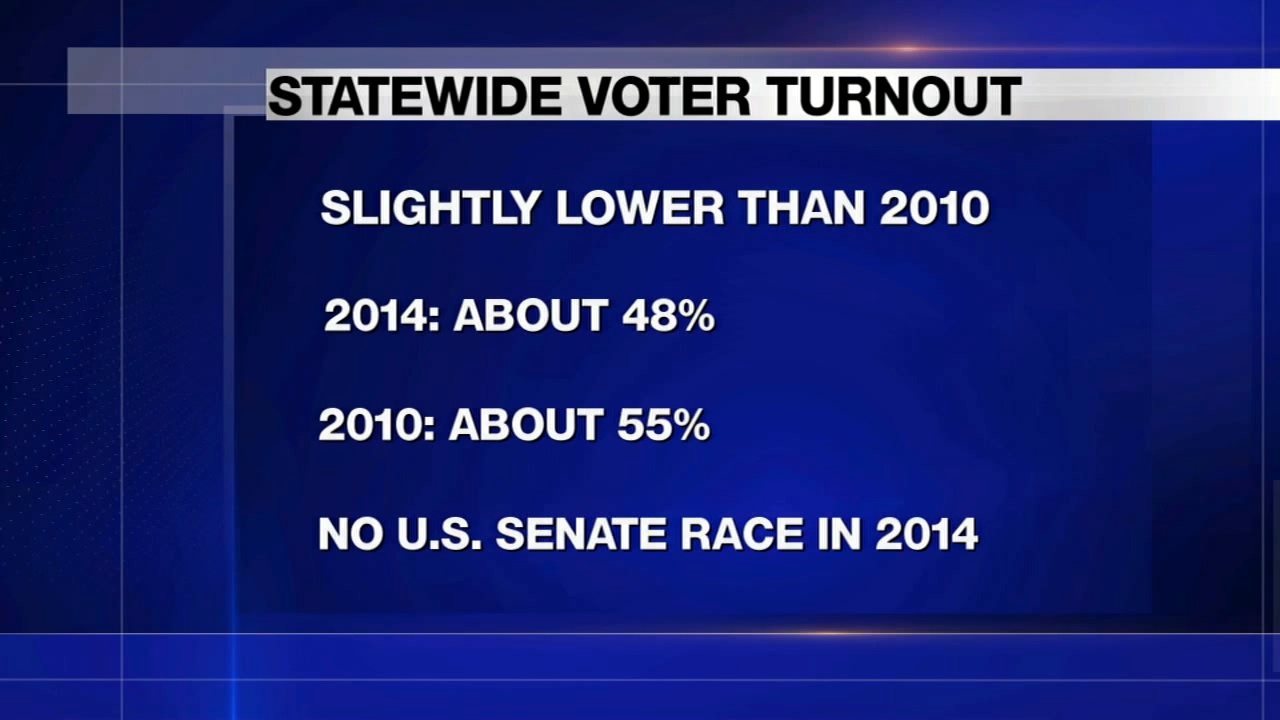 STATEWIDE VOTER TURNOUT
SLIGHTLY LOWER THAN 2010
2014: ABOUT 48%
2010: ABOUT 55%
NO U.S. SENATE RACE IN 2014